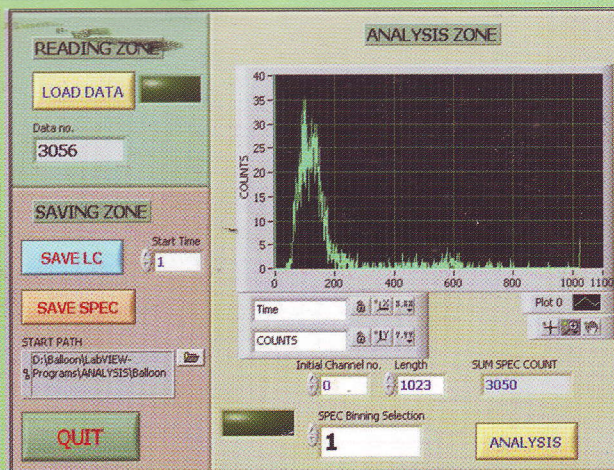 READING ZONE
LOAD DATA
Data no.
3056
SAVING ZONE
SAVE LC
Start Time
1
SAVE SPEC
START PATH
D:\Balloon\LabVIEW-
Programs\ANALYSIS\Balloon
QUIT
ANALYSIS ZONE
COUNTS
40
35
30
25
20
15
10
5
0
0 200 400 600 800 1000 1100
Time
COUNTS
Plot 0
Initial Channel no.
0
Length
1023
SUM SPEC COUNT
3050
SPEC Binning Selection
1
ANALYSIS